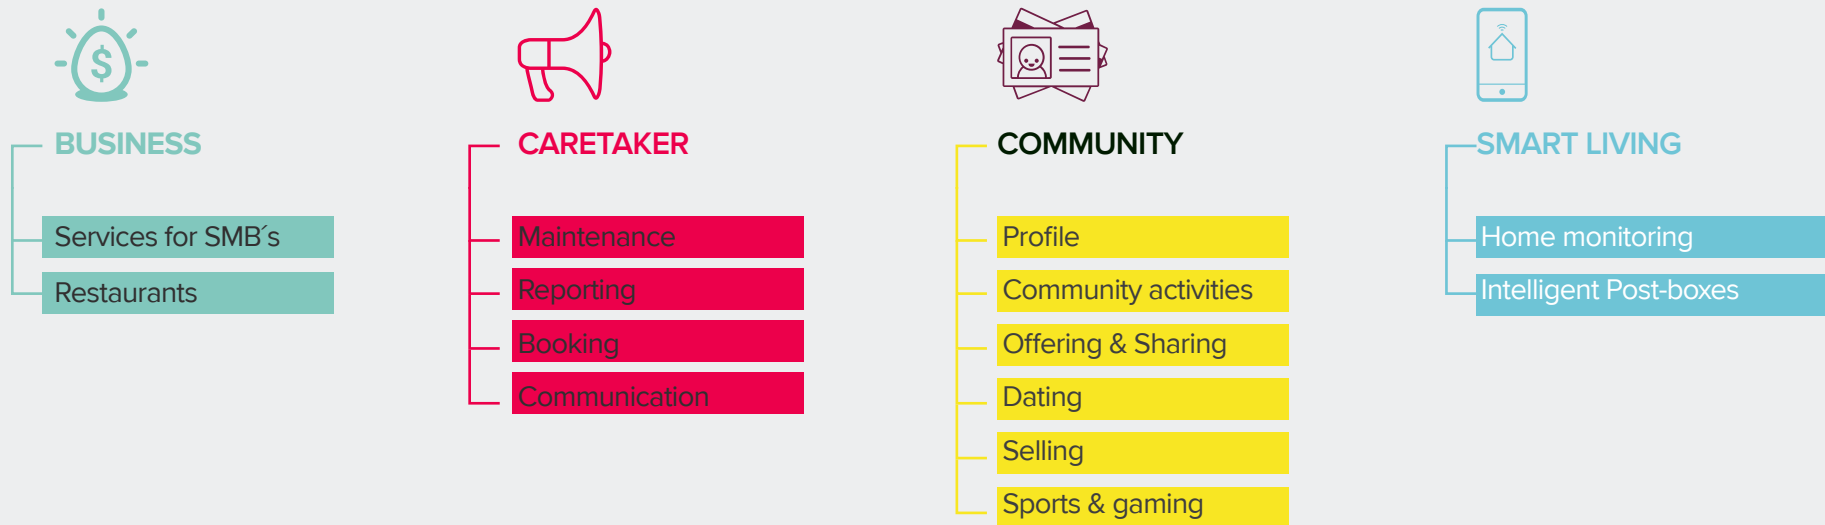 $
BUSINESS
Services for SMB´s
Restaurants
CARETAKER
Maintenance
Reporting
Booking
Communication
COMMUNITY
Profile
Community activities
Offering & Sharing
Dating
Selling
Sports & gaming
SMART LIVING
Home monitoring
Intelligent Post-boxes